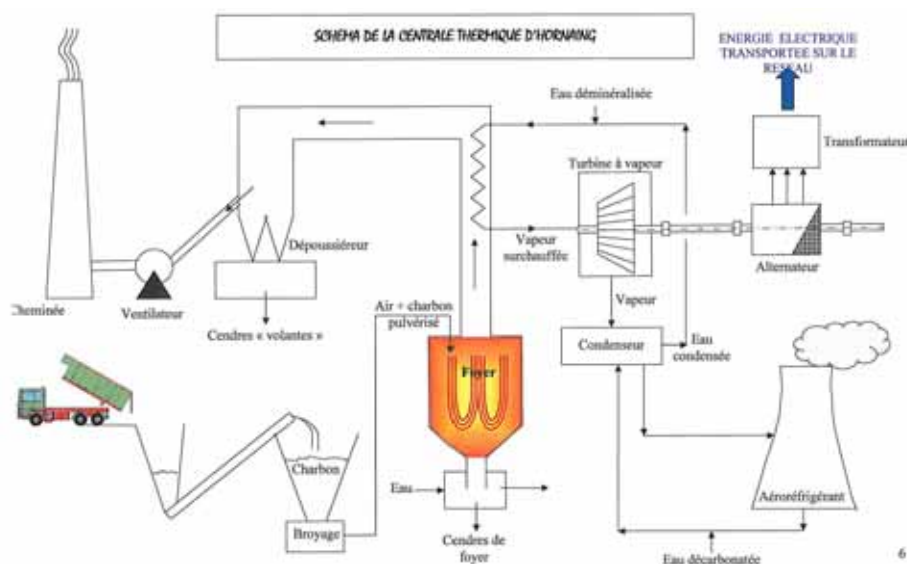 SCHEMA DE LA CENTRALE THERMIQUE D'HORNAING
ENERGIE ELECTRIQUE
TRANSPORTEE SUR LE
RESEAU
Eau déminéralisée
Transformateur
Turbine à vapeur
Dépoussiéreur
Vapeur
surchauffée
Alternateur
Cheminée
Ventilateur
Air + charbon
pulvérisé
Vapeur
Cendres « volantes »
Condenseur
Eau
condensée
Foyer
Charbon
Eau
Aéroréfrigérant
Broyage
Cendres de
foyer
Eau décarbonatée
6